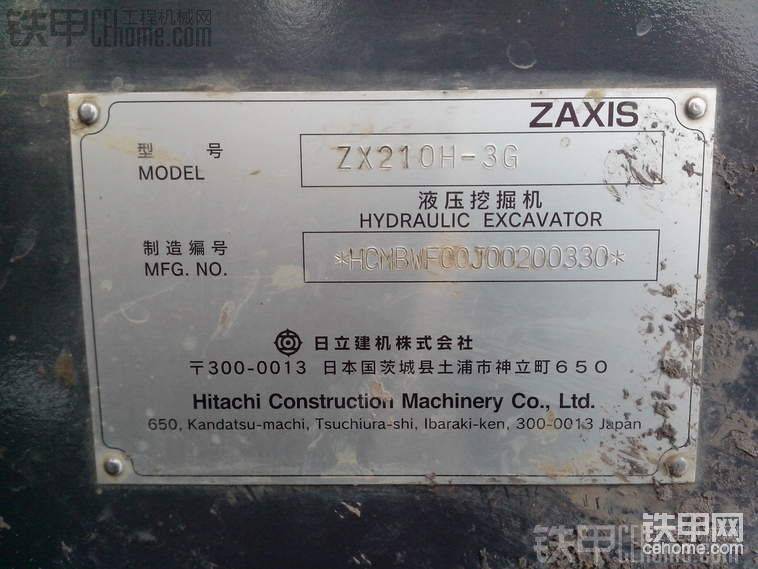 铁甲工程机械网
CEhome.com
ZAXIS
型号 ZX210H-3G
MODEL
液压挖掘机
HYDRAULIC EXCAVATOR
制造编号 *HCMBWF00J00200330*
MFG. NO.
日立建机株式会社
〒300-0013 日本国茨城县土浦市神立町650
Hitachi Construction Machinery Co., Ltd.
650, Kandatsu-machi, Tsuchiura-shi, Ibaraki-ken, 300-0013 Japan
铁甲网
cehome.com